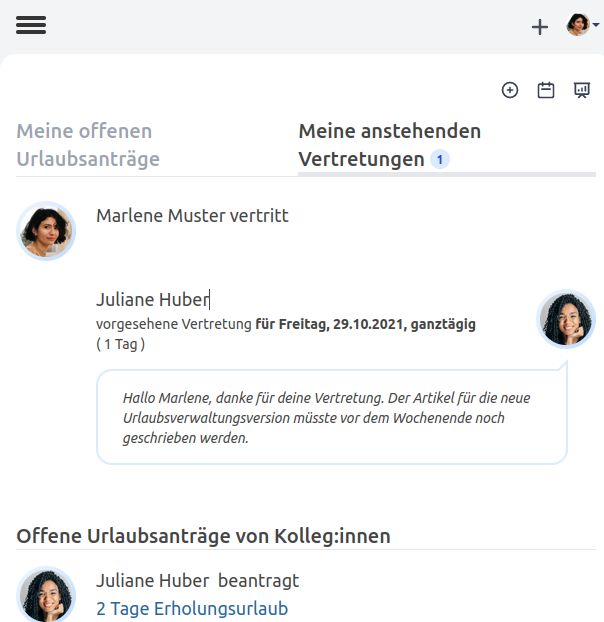 Meine offenen
Urlaubsanträge
Meine anstehenden
Vertretungen 1
Marlene Muster vertritt
Juliane Huber
vorgesehene Vertretung für Freitag, 29.10.2021, ganztägig
( 1 Tag )
Hallo Marlene, danke für deine Vertretung. Der Artikel für die neue
Urlaubsverwaltungsversion müsste vor dem Wochenende noch
geschrieben werden.
Offene Urlaubsanträge von Kolleg:innen
Juliane Huber beantragt
2 Tage Erholungsurlaub